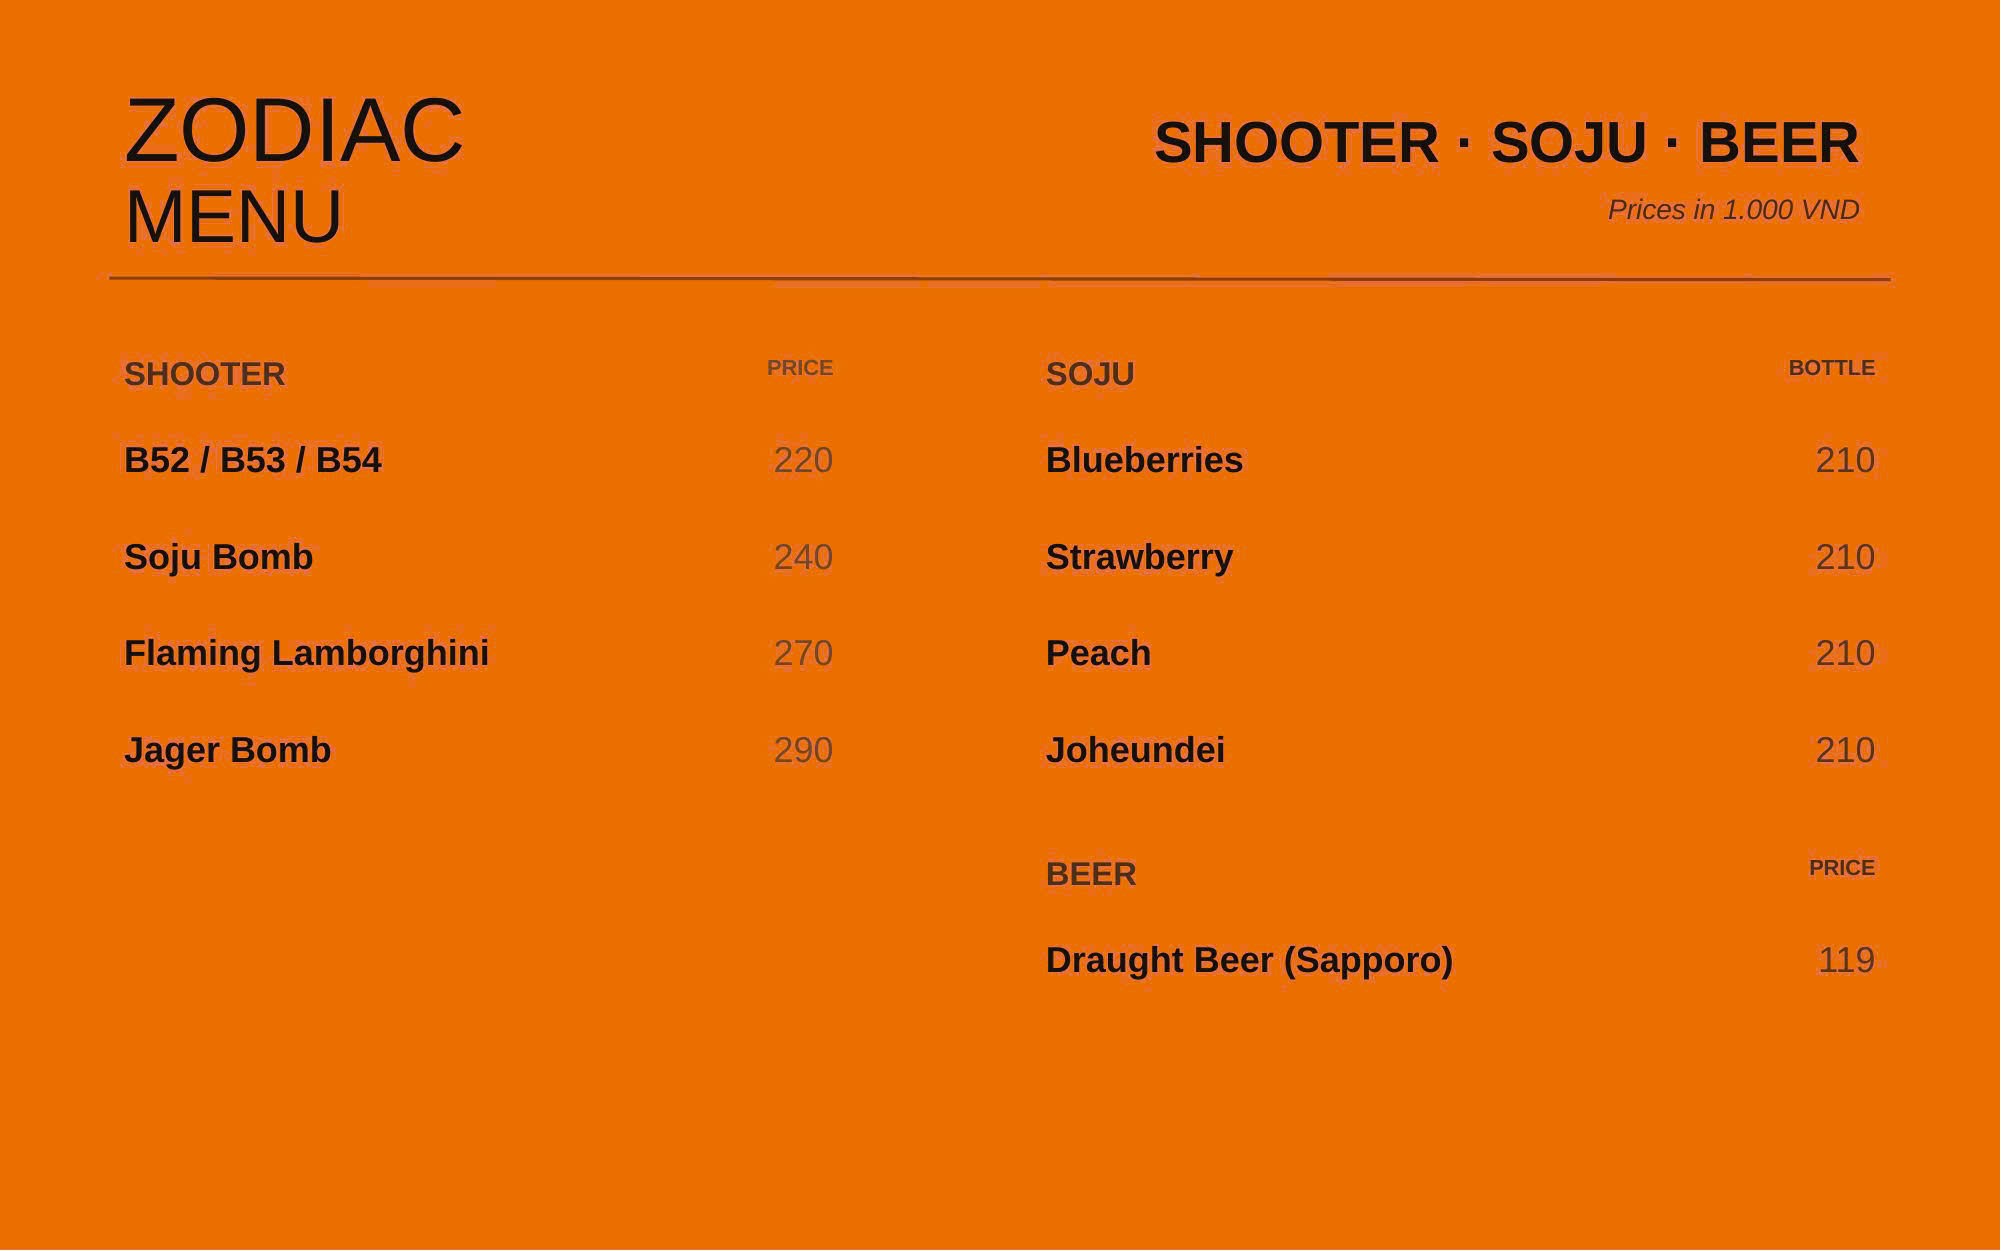 ZODIAC
MENU
SHOOTER · SOJU · BEER
Prices in 1.000 VND
SHOOTER PRICE
B52 / B53 / B54 220
Soju Bomb 240
Flaming Lamborghini 270
Jager Bomb 290
SOJU BOTTLE
Blueberries 210
Strawberry 210
Peach 210
Joheundei 210
BEER PRICE
Draught Beer (Sapporo) 119